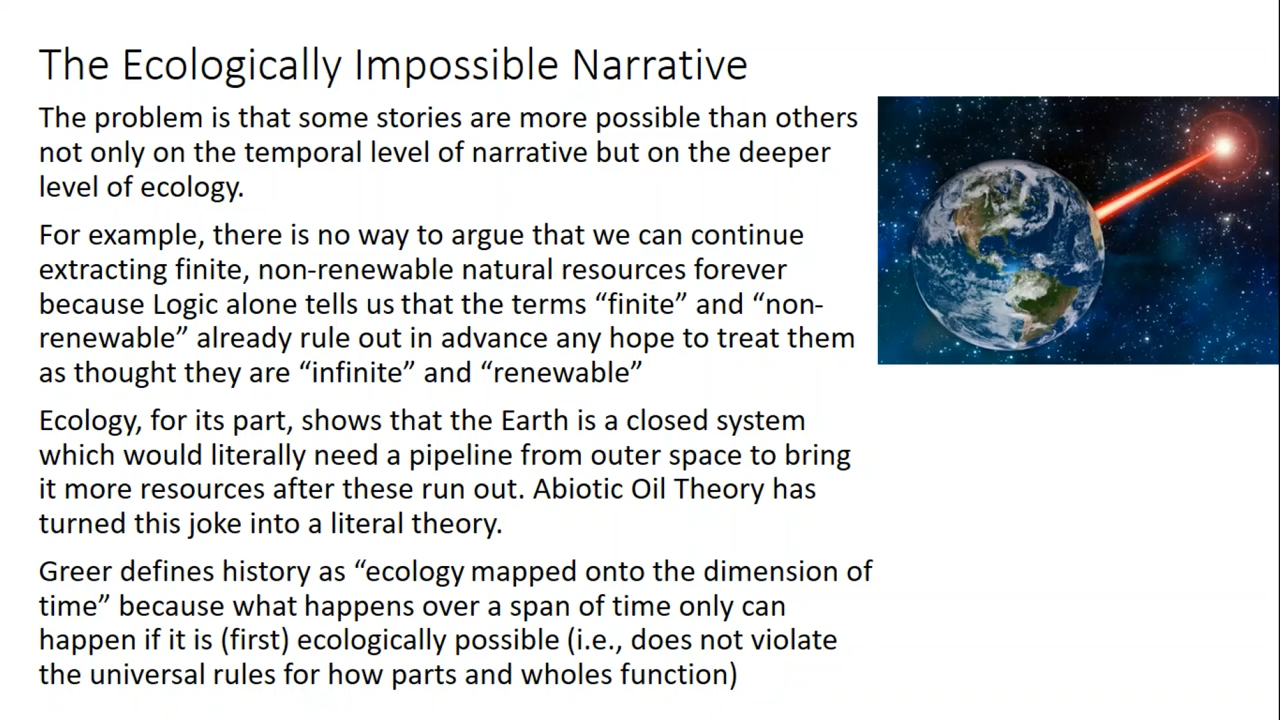 The Ecologically Impossible Narrative
The problem is that some stories are more possible than others
not only on the temporal level of narrative but on the deeper
level of ecology.
For example, there is no way to argue that we can continue
extracting finite, non-renewable natural resources forever
because Logic alone tells us that the terms “finite” and “non-
renewable” already rule out in advance any hope to treat them
as thought they are “infinite” and “renewable”
Ecology, for its part, shows that the Earth is a closed system
which would literally need a pipeline from outer space to bring
it more resources after these run out. Abiotic Oil Theory has
turned this joke into a literal theory.
Greer defines history as “ecology mapped onto the dimension of
time” because what happens over a span of time only can
happen if it is (first) ecologically possible (i.e., does not violate
the universal rules for how parts and wholes function)